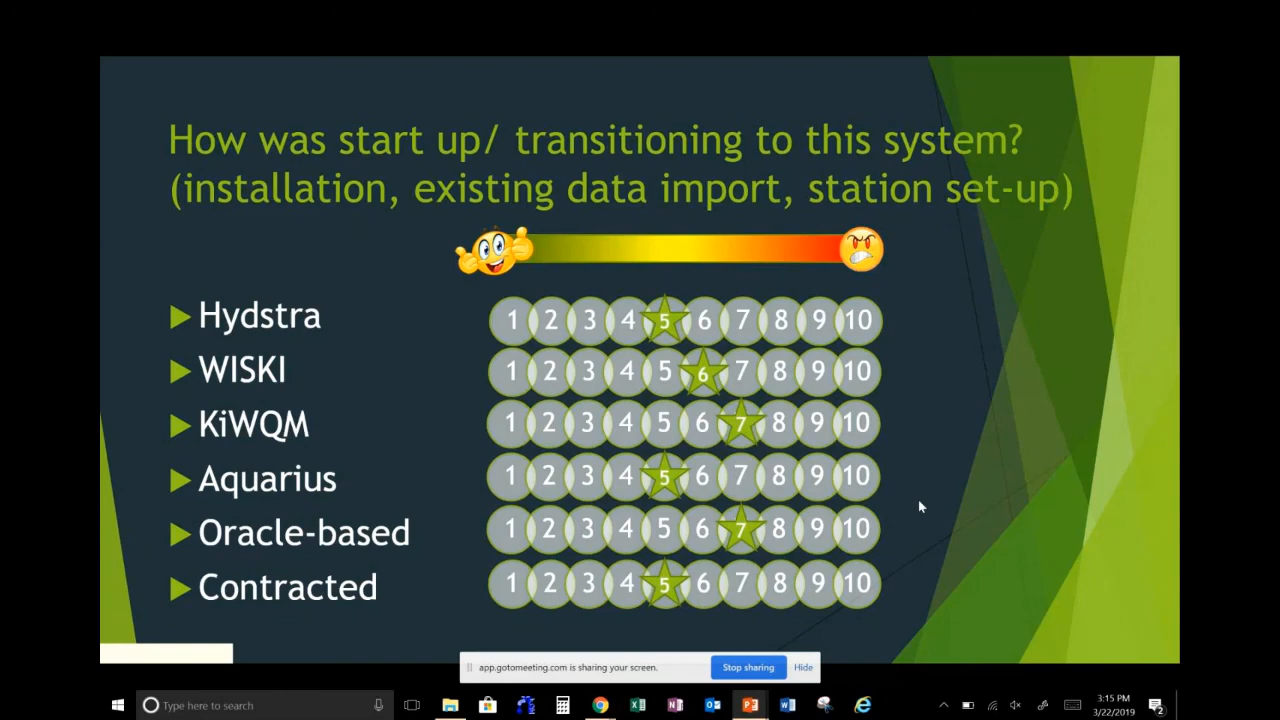 How was start up/ transitioning to this system?
(installation, existing data import, station set-up)
Hydstra 1 2 3 4 5 6 7 8 9 10
WISKI 1 2 3 4 5 6 7 8 9 10
KiWQM 1 2 3 4 5 6 7 8 9 10
Aquarius 1 2 3 4 5 6 7 8 9 10
Oracle-based 1 2 3 4 5 6 7 8 9 10
Contracted 1 2 3 4 5 6 7 8 9 10
app.gotomeeting.com is sharing your screen. Stop sharing Hide
Type here to search
3:15 PM
3/22/2019
2